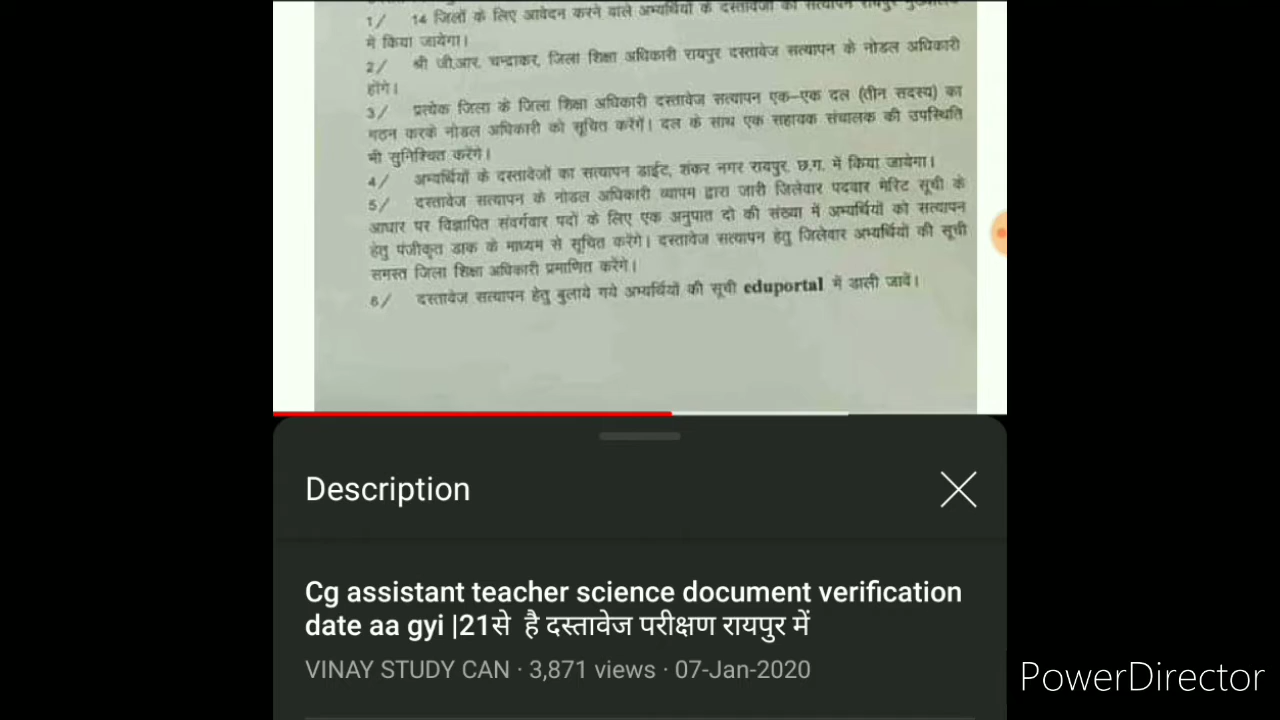 1/ 14 जिलों के लिए आवेदन करने वाले अभ्यर्थियों के दस्तावेजों का सत्यापन रायपुर
में किया जायेगा।
2/ श्री जी.आर. चन्द्राकर, जिला शिक्षा अधिकारी रायपुर दस्तावेज सत्यापन के नोडल अधिकारी
होंगे।
3/ प्रत्येक जिला के जिला शिक्षा अधिकारी दस्तावेज सत्यापन एक–एक दल (तीन सदस्य) का
गठन करके नोडल अधिकारी को सूचित करेंगें। दल के साथ एक सहायक संचालक की उपस्थिति
भी सुनिश्चित करेंगे।
4/ अभ्यर्थियों के दस्तावेजों का सत्यापन डाईट, शंकर नगर रायपुर, छ.ग. में किया जायेगा।
5/ दस्तावेज सत्यापन के नोडल अधिकारी व्यापम द्वारा जारी जिलेवार पदवार मेरिट सूची के
आधार पर विज्ञापित संवर्गवार पदों के लिए एक अनुपात दो की संख्या में अभ्यर्थियों को सत्यापन
हेतु पंजीकृत डाक के माध्यम से सूचित करेंगे। दस्तावेज सत्यापन हेतु जिलेवार अभ्यर्थियों की सूची
समस्त जिला शिक्षा अधिकारी प्रमाणित करेंगे।
6/ दस्तावेज सत्यापन हेतु बुलाये गये अभ्यर्थियों की सूची eduportal में डाली जावें।
Description
Cg assistant teacher science document verification
date aa gyi |21से है दस्तावेज परीक्षण रायपुर में
VINAY STUDY CAN · 3,871 views · 07-Jan-2020
PowerDirector